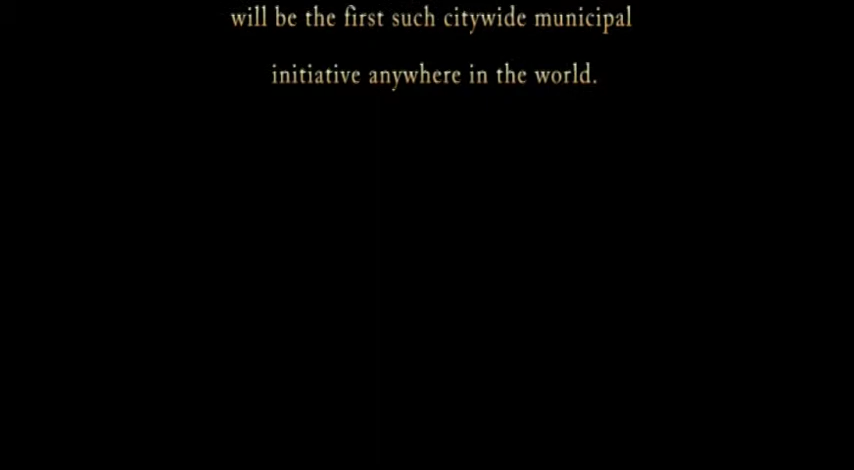 will be the first such citywide municipal
initiative anywhere in the world.